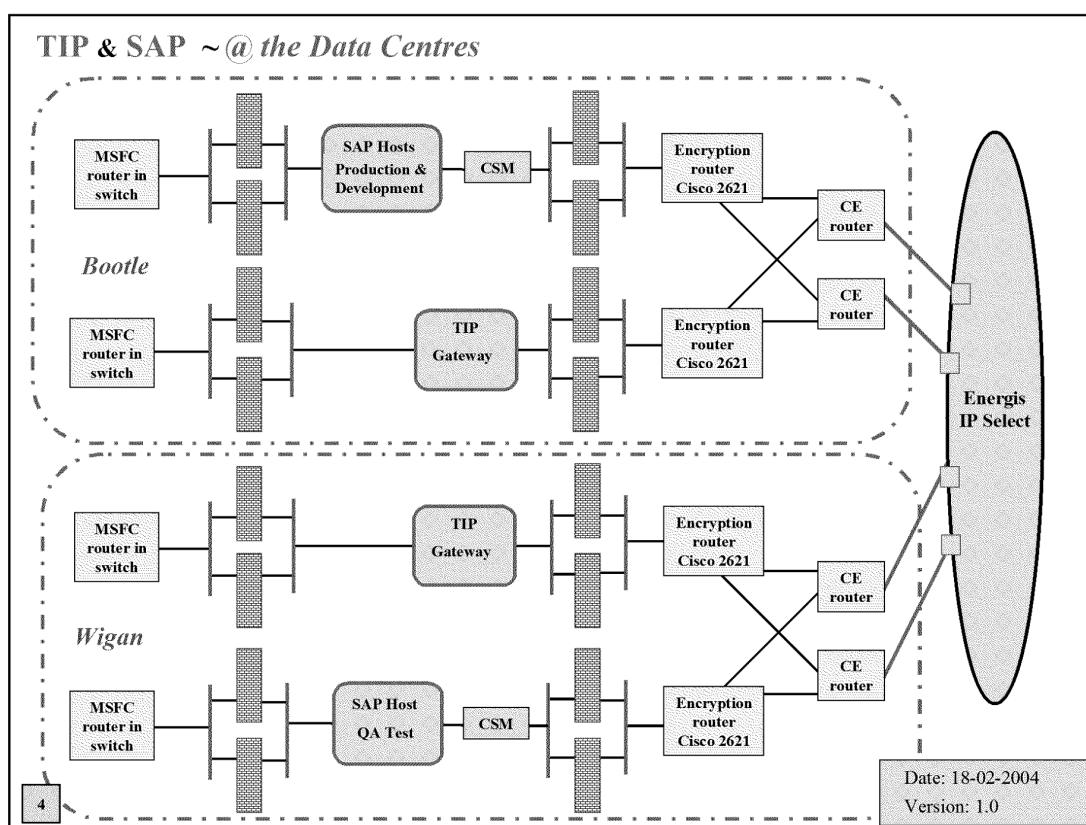 TIP & SAP ~ @ the Data Centres
MSFC
router in
switch
SAP Hosts
Production &
Development
CSM
Encryption
router
Cisco 2621
CE
router
Bootle
MSFC
router in
switch
TIP
Gateway
Encryption
router
Cisco 2621
CE
router
Energis
IP Select
MSFC
router in
switch
TIP
Gateway
Encryption
router
Cisco 2621
CE
router
Wigan
MSFC
router in
switch
SAP Host
QA Test
CSM
Encryption
router
Cisco 2621
CE
router
4
Date: 18-02-2004
Version: 1.0